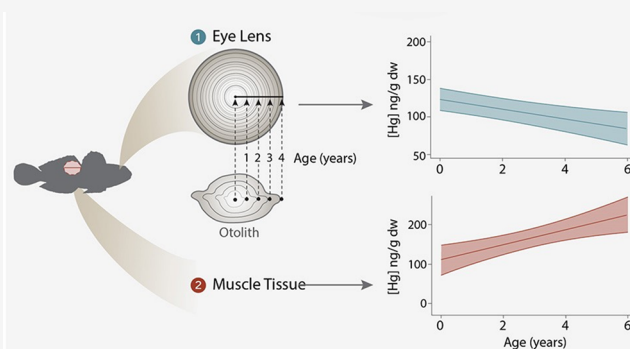 1 Eye Lens
1 2 3 4 Age (years)
Otolith
2 Muscle Tissue
[Hg] ng/g dw
200
150
100
50
0 2 4 6
[Hg] ng/g dw
200
100
0
0 2 4 6
Age (years)